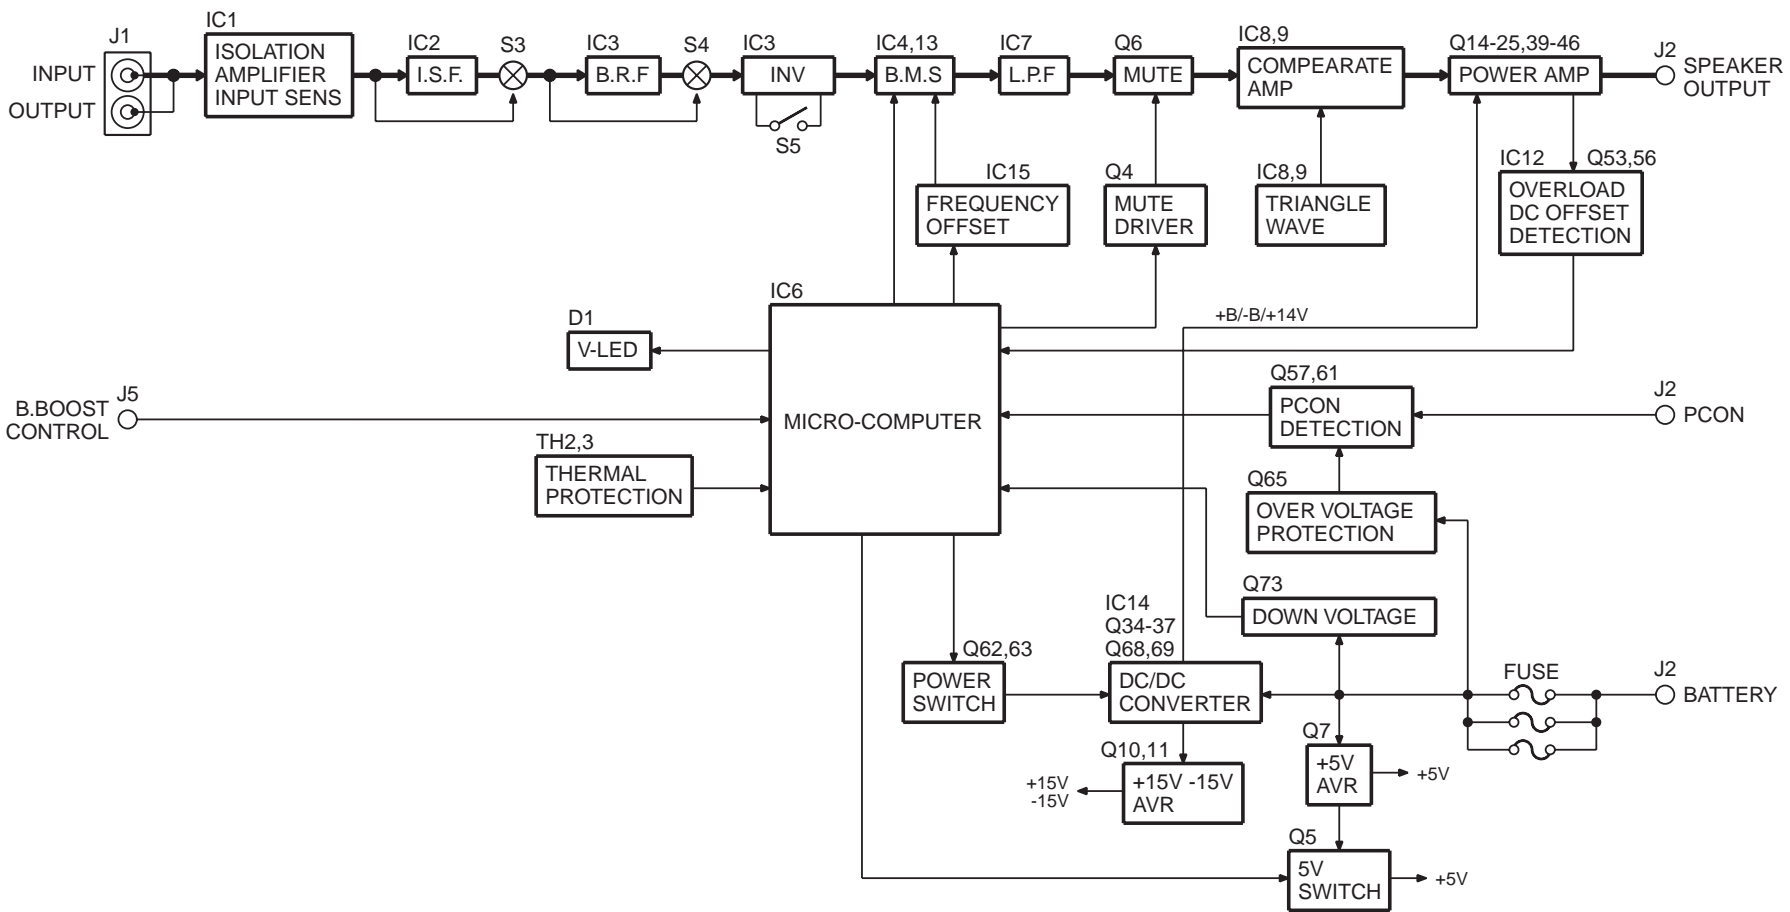 IC1
J1
INPUT
OUTPUT
ISOLATION
AMPLIFIER
INPUT SENS
IC2
I.S.F.
S3
IC3
B.R.F
S4
IC3
INV
S5
IC4,13
B.M.S
IC7
L.P.F
Q6
MUTE
IC8,9
COMPEARATE
AMP
Q14-25,39-46
POWER AMP
J2
SPEAKER
OUTPUT
IC15
FREQUENCY
OFFSET
Q4
MUTE
DRIVER
IC8,9
TRIANGLE
WAVE
IC12
Q53,56
OVERLOAD
DC OFFSET
DETECTION
IC6
MICRO-COMPUTER
D1
V-LED
+B/-B/+14V
J5
B.BOOST
CONTROL
TH2,3
THERMAL
PROTECTION
Q57,61
PCON
DETECTION
J2
PCON
Q65
OVER VOLTAGE
PROTECTION
Q73
DOWN VOLTAGE
Q62,63
POWER
SWITCH
IC14
Q34-37
Q68,69
DC/DC
CONVERTER
FUSE
J2
BATTERY
Q10,11
+15V -15V
AVR
+15V
-15V
Q7
+5V
AVR
+5V
Q5
5V
SWITCH
+5V